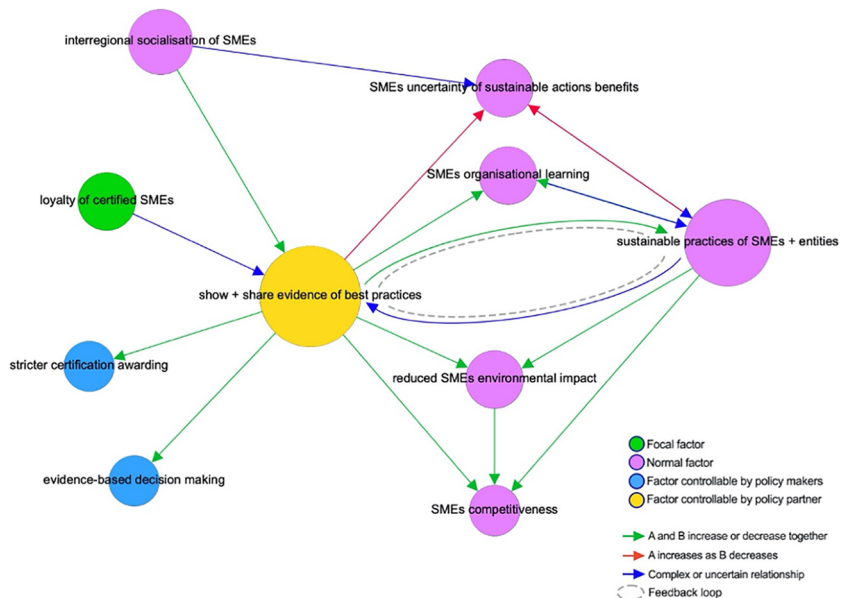 interregional socialisation of SMEs
SMEs uncertainty of sustainable actions benefits
SMEs organisational learning
loyalty of certified SMEs
sustainable practices of SMEs + entities
show + share evidence of best practices
stricter certification awarding
reduced SMEs environmental impact
evidence-based decision making
SMEs competitiveness
Focal factor
Normal factor
Factor controllable by policy makers
Factor controllable by policy partner
A and B increase or decrease together
A increases as B decreases
Complex or uncertain relationship
Feedback loop